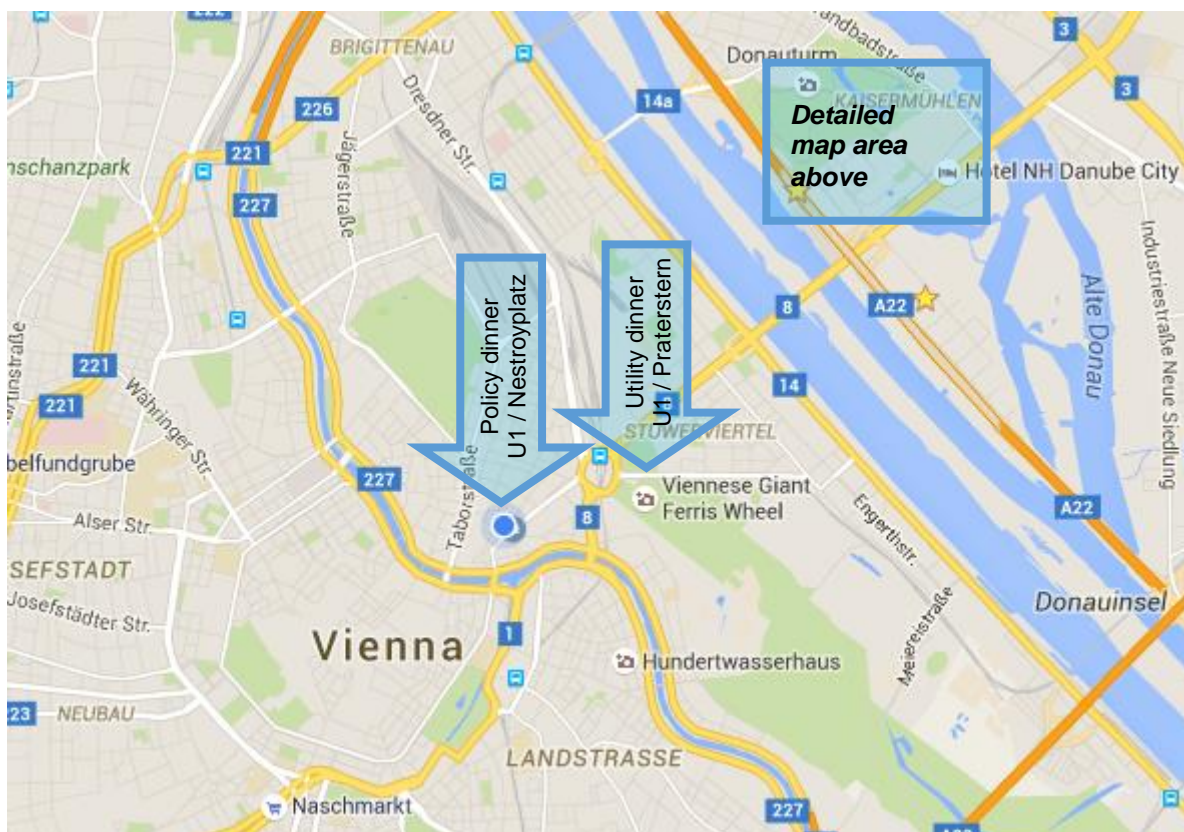 222
3
BRIGITTENAU
Donauturm
14a
3
226
Dresdner Str.
KAISERMÜHLEN
Detailed
map area
above
221
Jägerstraße
nschanzpark
Hotel NH Danube City
227
Policy dinner
U1 / Nestroyplatz
Utility dinner
U1 / Praterstern
Industriestraße Neue Siedlung
Alte Donau
8
A22
221
14
221
Währinger Str.
STUWERVIERTEL
belfundgrube
227
Taborstraße
Viennese Giant
Ferris Wheel
A22
8
Alser Str.
Engerthstr.
SEFSTADT
Josefstädter Str.
Donauinsel
Meiereistraße
1
Vienna
Hundertwasserhaus
223
NEUBAU
LANDSTRASSE
Naschmarkt
227